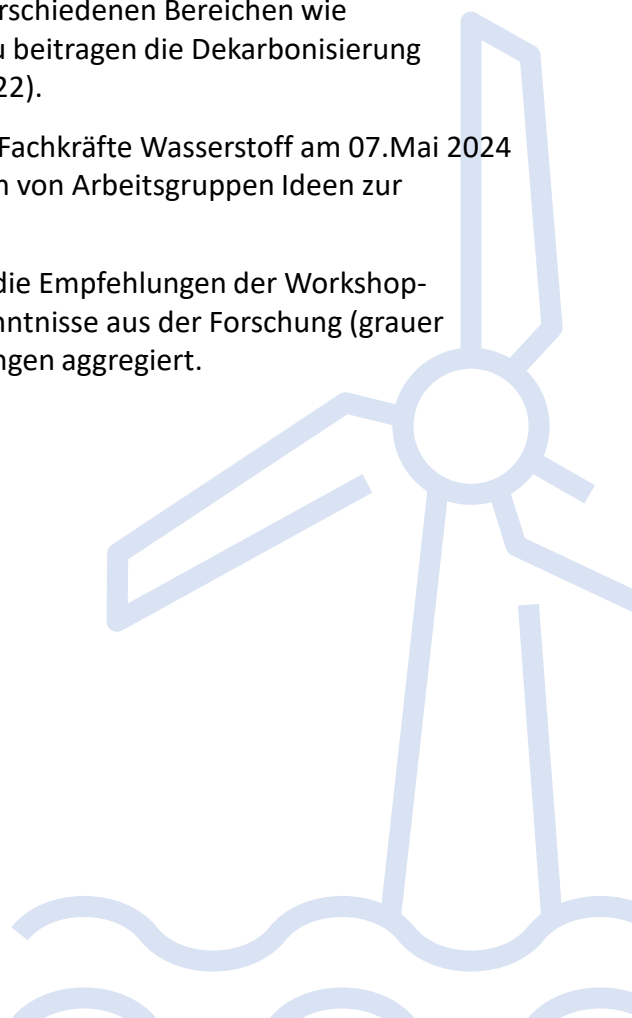 rschiedenen Bereichen wie
u beitragen die Dekarbonisierung
22).
Fachkräfte Wasserstoff am 07.Mai 2024
n von Arbeitsgruppen Ideen zur
die Empfehlungen der Workshop-
nntnisse aus der Forschung (grauer
ngen aggregiert.